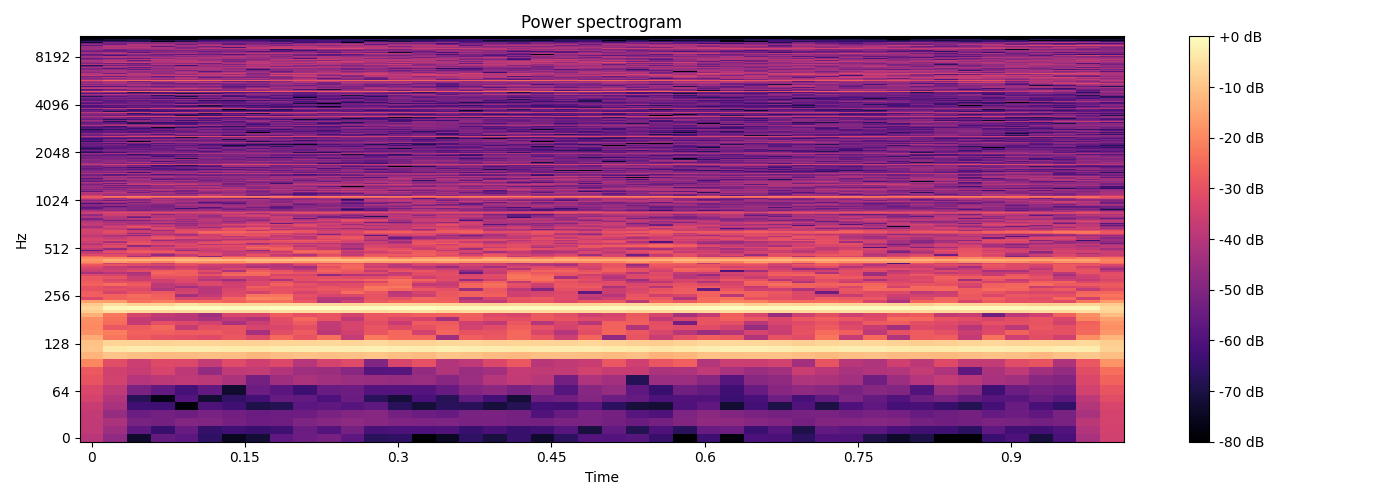 Power spectrogram
Hz
8192
4096
2048
1024
512
256
128
64
0
0 0.15 0.3 0.45 0.6 0.75 0.9
Time
+0 dB
-10 dB
-20 dB
-30 dB
-40 dB
-50 dB
-60 dB
-70 dB
-80 dB